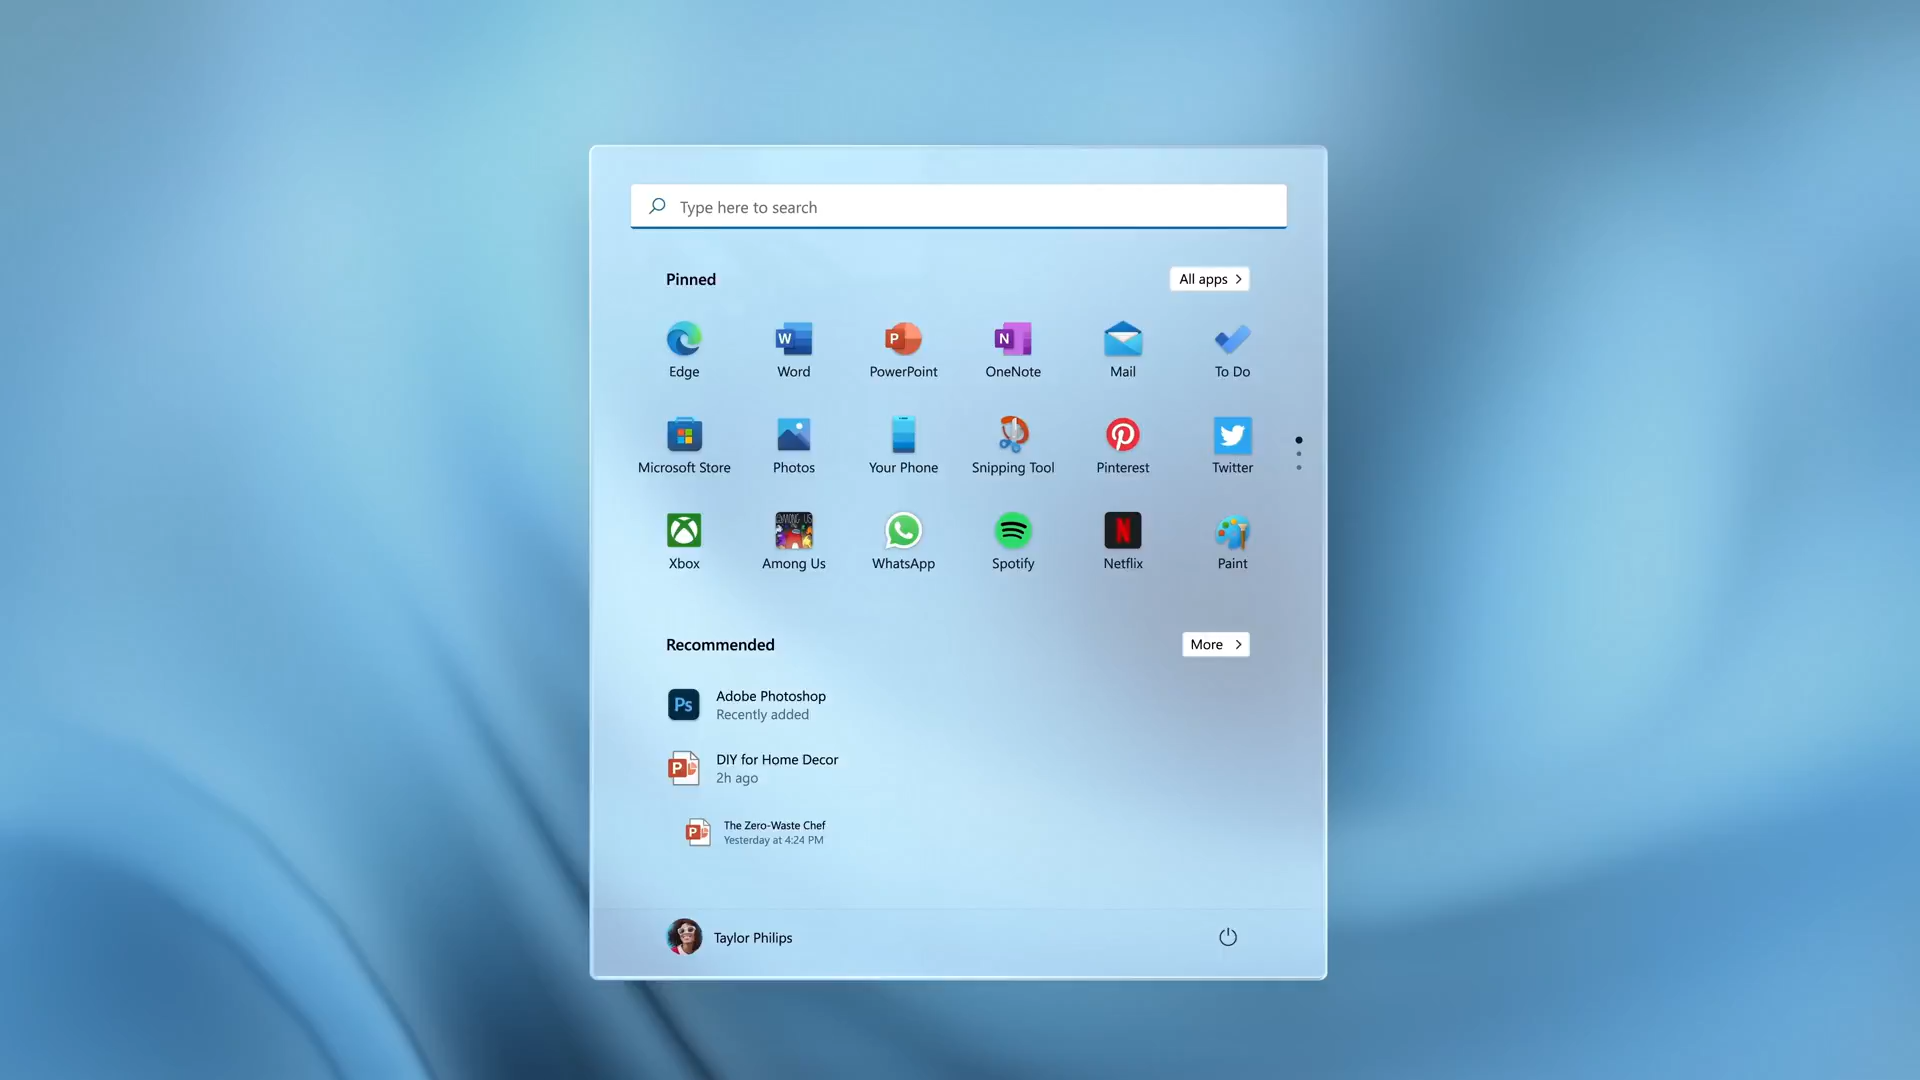 Type here to search
Pinned
All apps
Edge
Word
PowerPoint
OneNote
Mail
To Do
Microsoft Store
Photos
Your Phone
Snipping Tool
Pinterest
Twitter
Xbox
Among Us
WhatsApp
Spotify
Netflix
Paint
Recommended
More
Ps
Adobe Photoshop
Recently added
DIY for Home Decor
2h ago
The Zero-Waste Chef
Yesterday at 4:24 PM
Taylor Philips